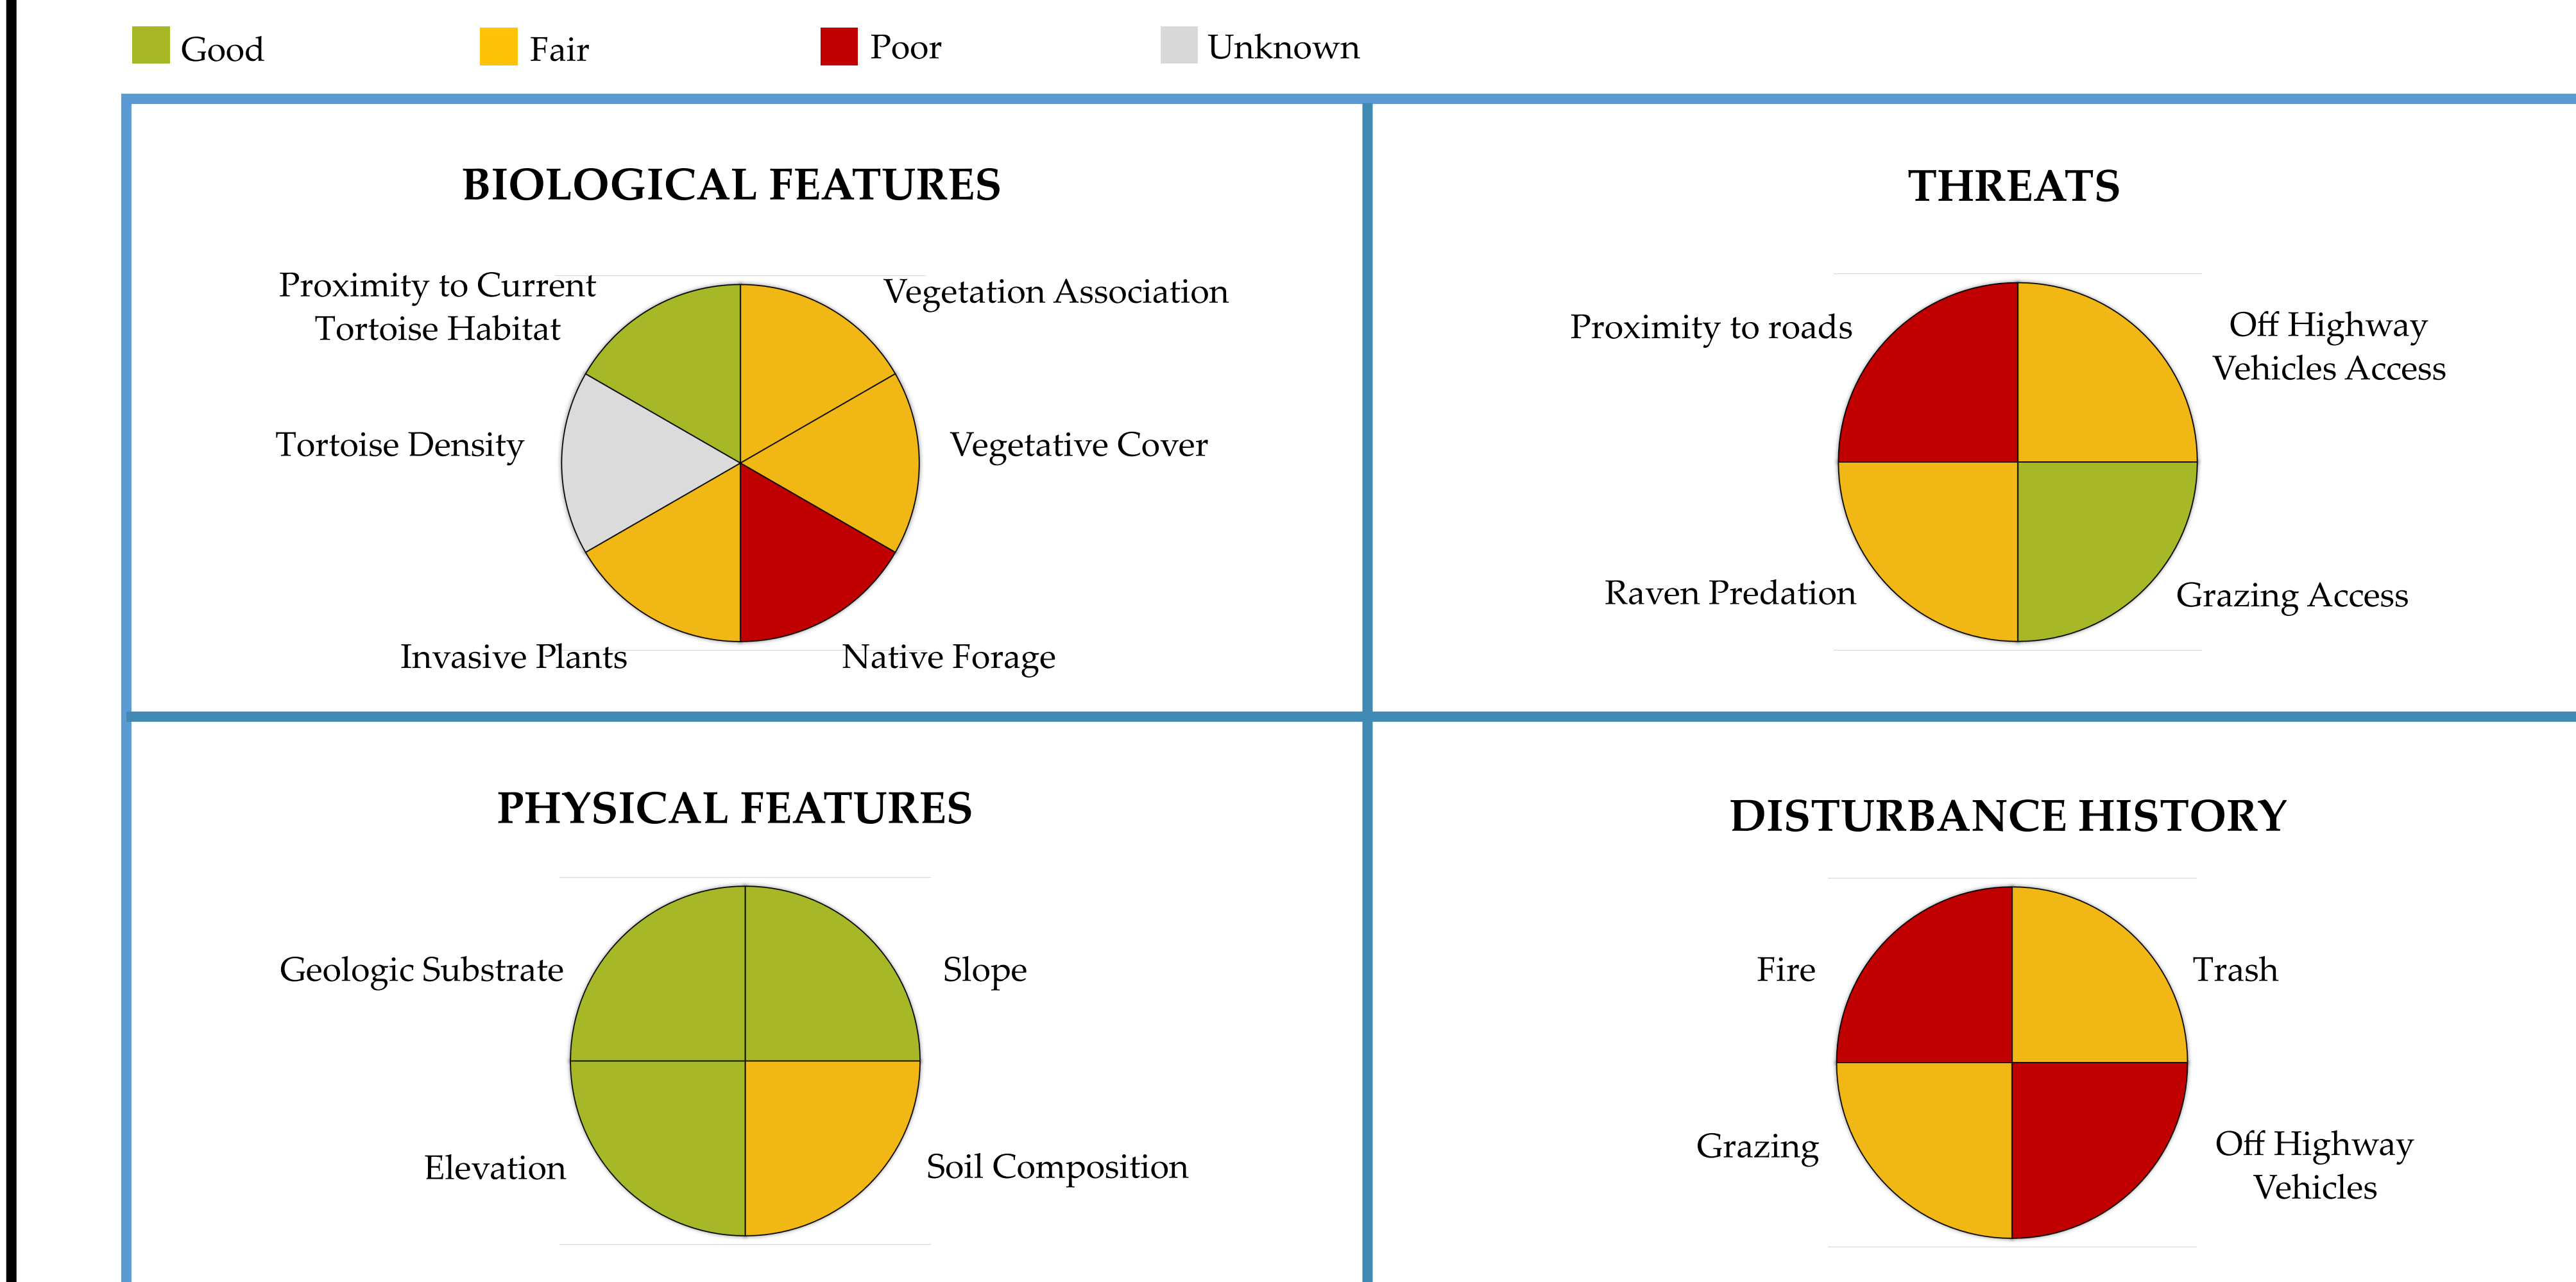 Good
Fair
Poor
Unknown
BIOLOGICAL FEATURES
Proximity to Current
Tortoise Habitat
Vegetation Association
Tortoise Density
Vegetative Cover
Invasive Plants
Native Forage
THREATS
Proximity to roads
Off Highway
Vehicles Access
Raven Predation
Grazing Access
PHYSICAL FEATURES
Geologic Substrate
Slope
Elevation
Soil Composition
DISTURBANCE HISTORY
Fire
Trash
Grazing
Off Highway
Vehicles